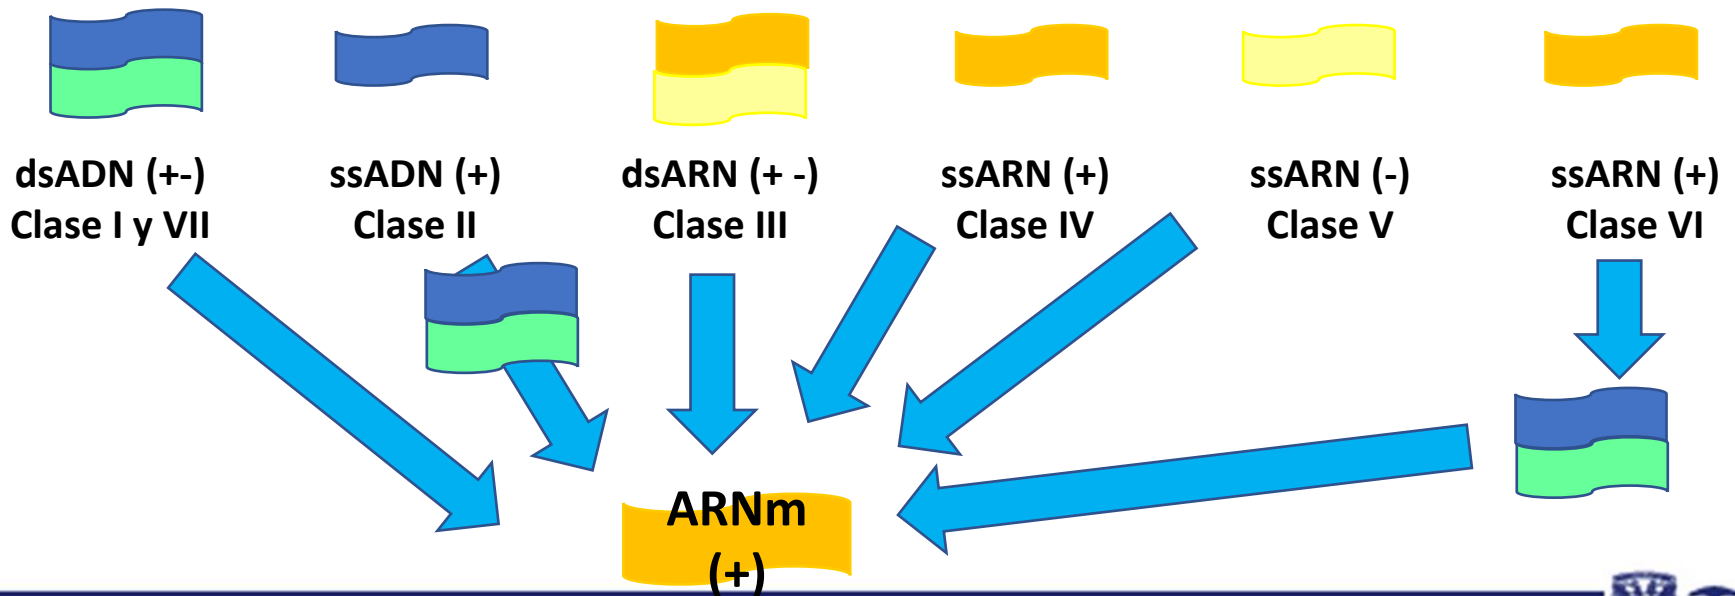 dsADN (+-)
Clase I y VII
ssADN (+)
Clase II
dsARN (+ -)
Clase III
ssARN (+)
Clase IV
ssARN (-)
Clase V
ssARN (+)
Clase VI
ARNm
(+)